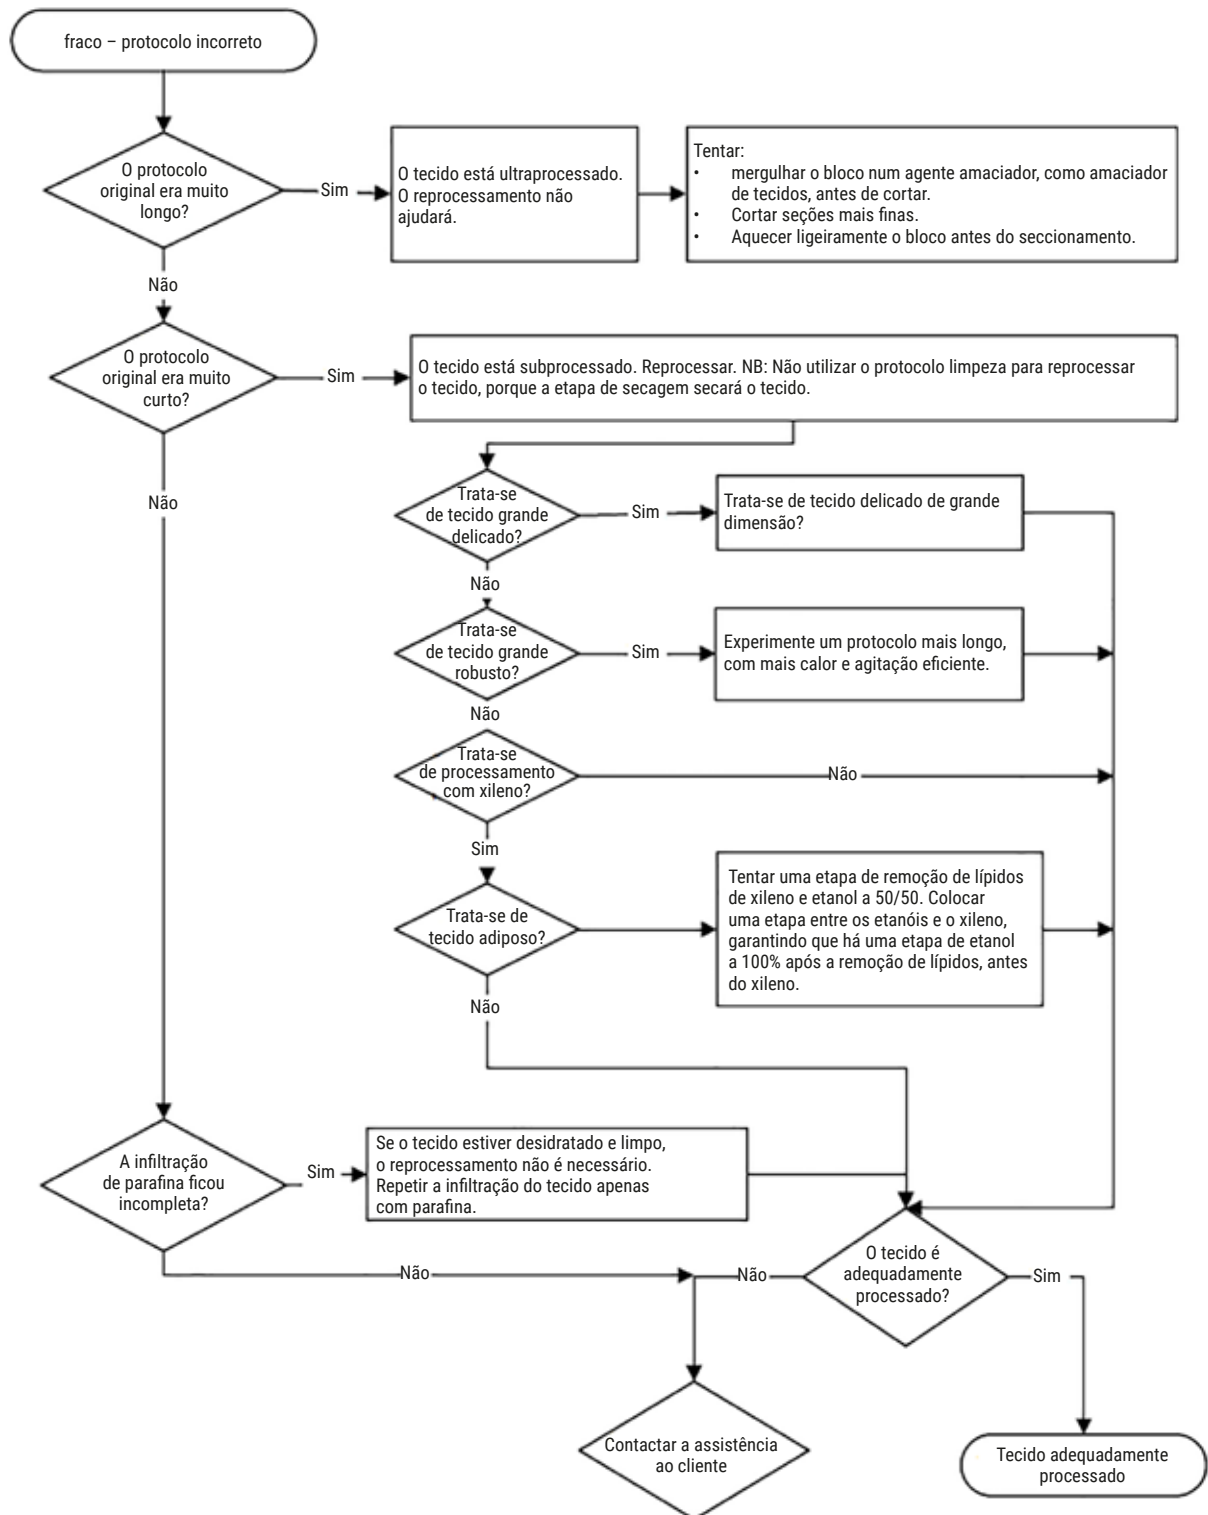 fraco – protocolo incorreto
O protocolo
original era muito
longo?
Sim
O tecido está ultraprocessado.
O reprocessamento não
ajudará.
Tentar:
• mergulhar o bloco num agente amaciador, como amaciador
de tecidos, antes de cortar.
• Cortar seções mais finas.
• Aquecer ligeiramente o bloco antes do seccionamento.
Não
O protocolo
original era muito
curto?
Sim
O tecido está subprocessado. Reprocessar. NB: Não utilizar o protocolo limpeza para reprocessar
o tecido, porque a etapa de secagem secará o tecido.
Não
Trata-se
de tecido grande
delicado?
Sim
Trata-se de tecido delicado de grande
dimensão?
Não
Trata-se
de tecido grande
robusto?
Sim
Experimente um protocolo mais longo,
com mais calor e agitação eficiente.
Não
Trata-se
de processamento
com xileno?
Não
Sim
Trata-se de
tecido adiposo?
Tentar uma etapa de remoção de lípidos
de xileno e etanol a 50/50. Colocar
uma etapa entre os etanóis e o xileno,
garantindo que há uma etapa de etanol
a 100% após a remoção de lípidos, antes
do xileno.
Não
A infiltração
de parafina ficou
incompleta?
Sim
Se o tecido estiver desidratado e limpo,
o reprocessamento não é necessário.
Repetir a infiltração do tecido apenas
com parafina.
Não
O tecido é
adequadamente
processado?
Não
Sim
Contactar a assistência
ao cliente
Tecido adequadamente
processado